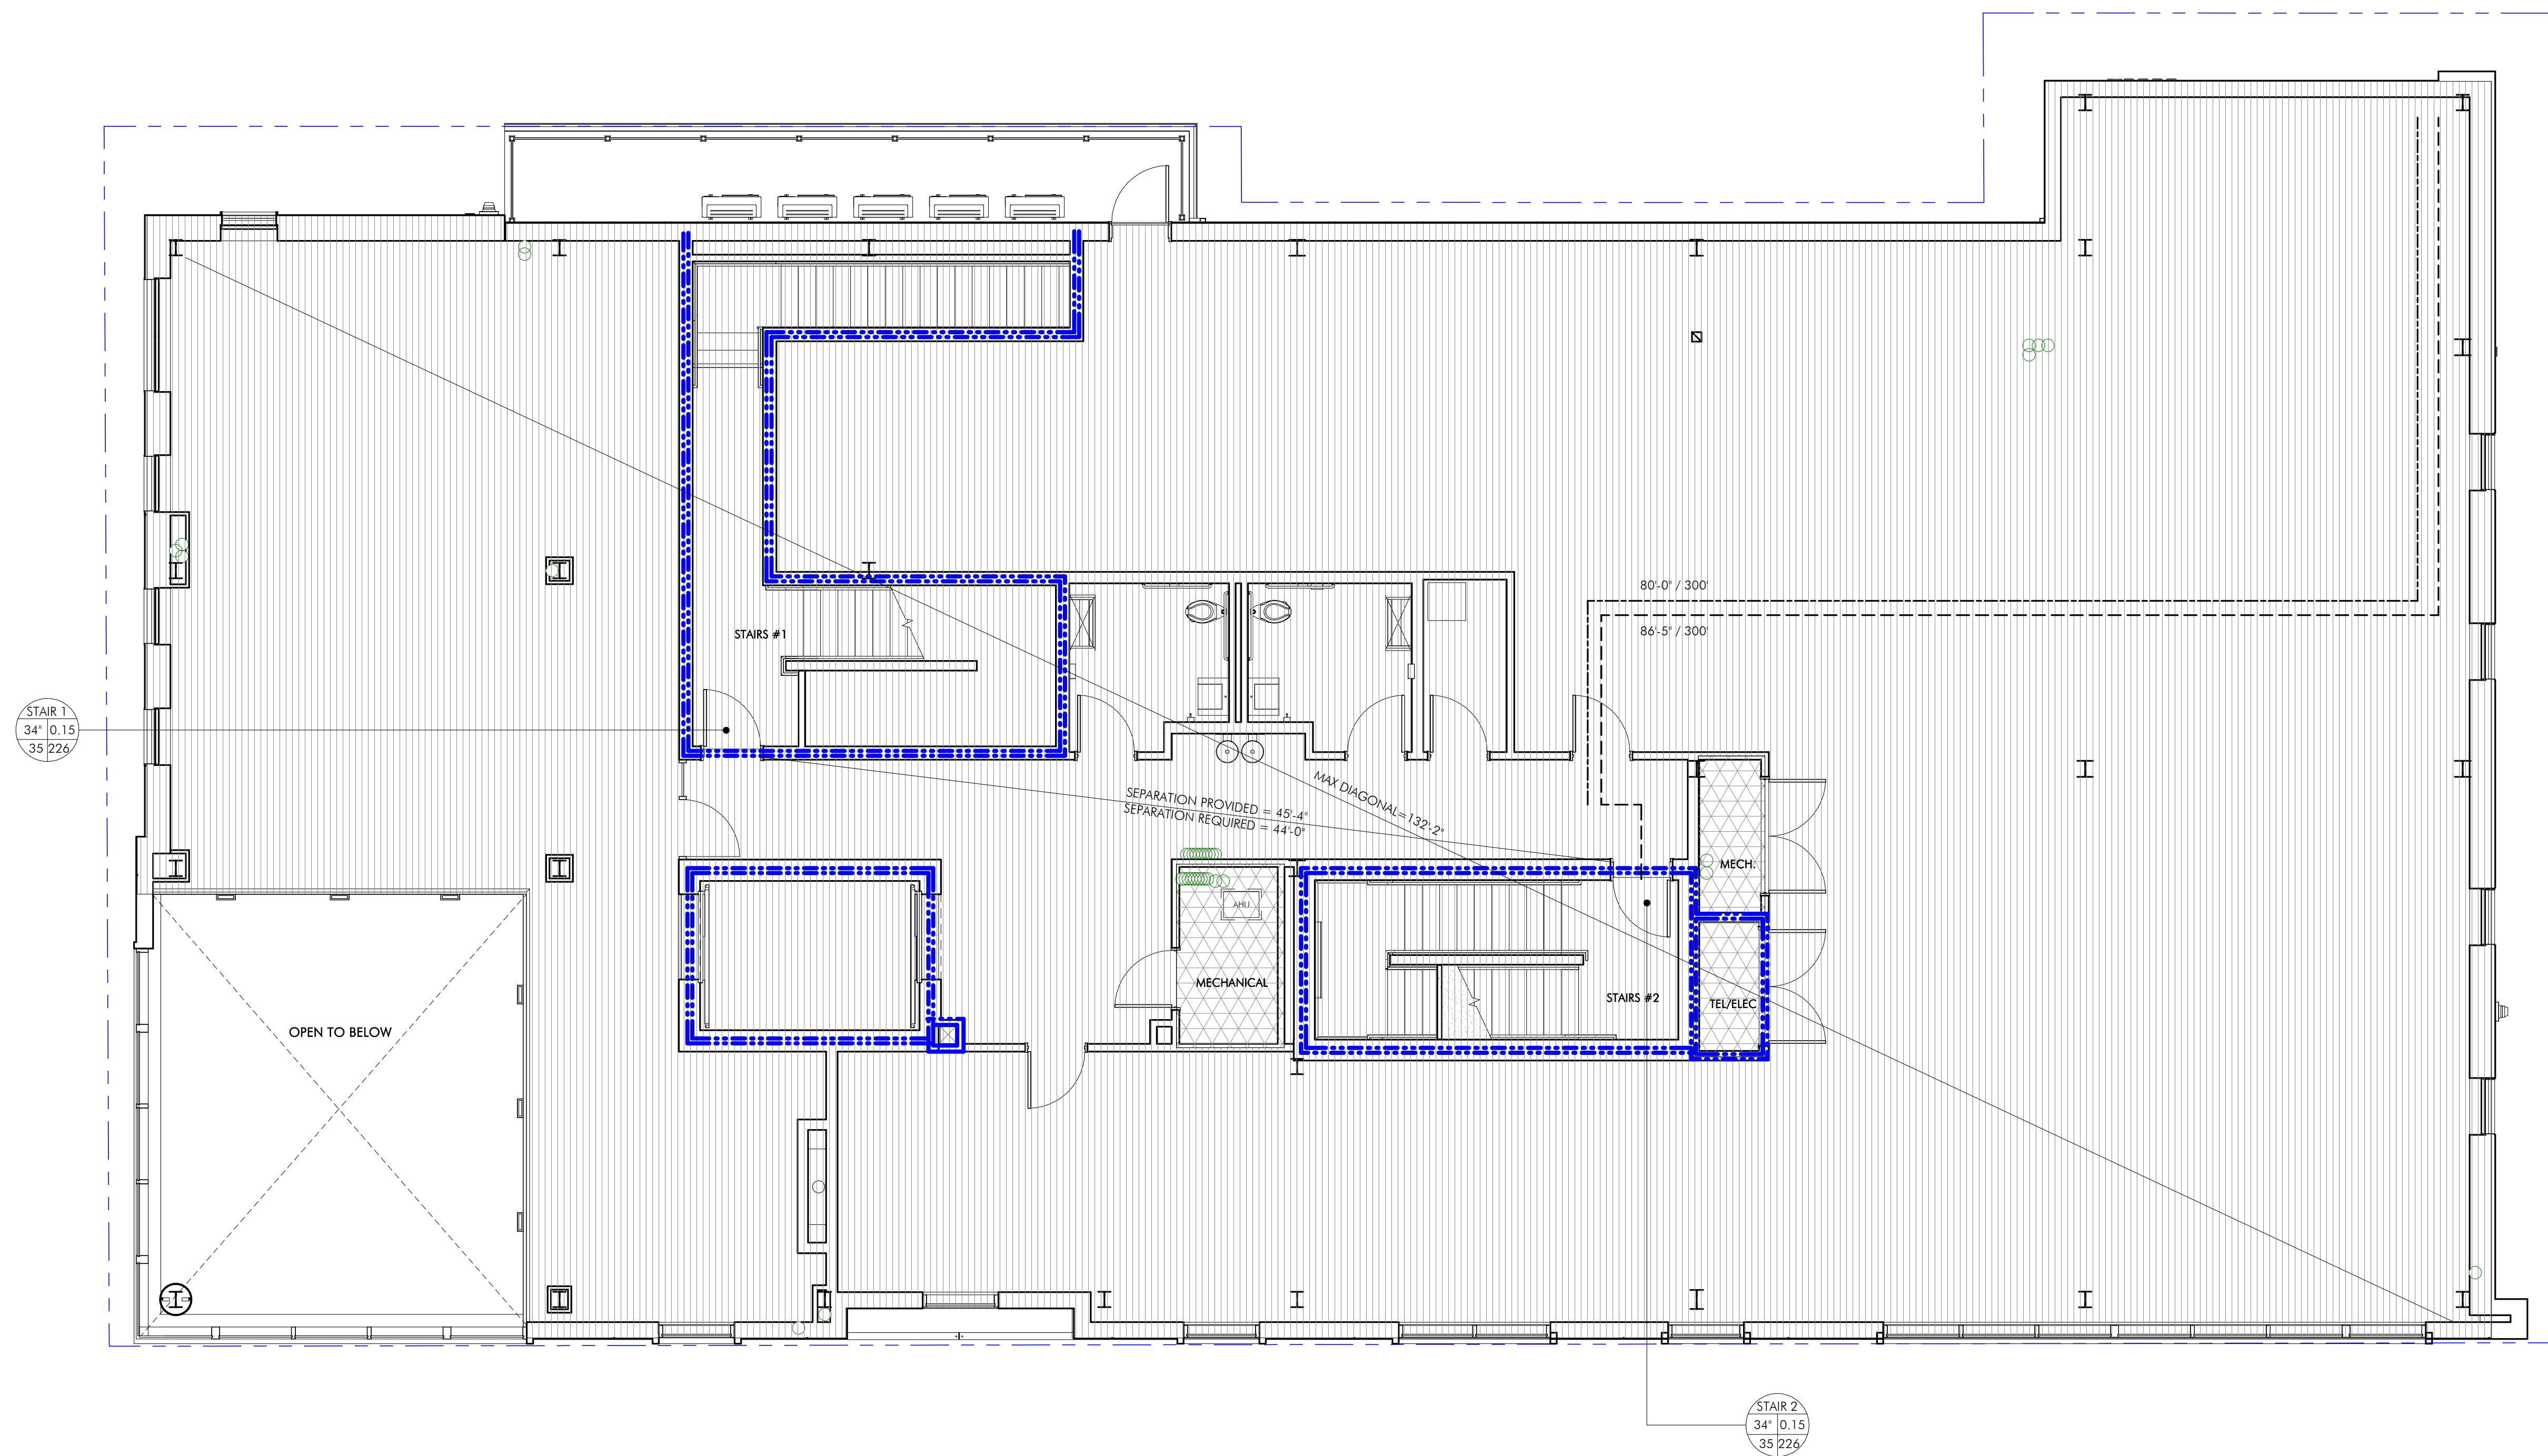 80'-0" / 300'
86'-5" / 300'
STAIRS #1
STAIR 1
34" 0.15
35 226
MAX DIAGONAL=132'-2"
SEPARATION PROVIDED = 45'-4"
SEPARATION REQUIRED = 44'-0"
MECH.
AHU
MECHANICAL
STAIRS #2
TEL/ELEC
OPEN TO BELOW
STAIR 2
34" 0.15
35 226